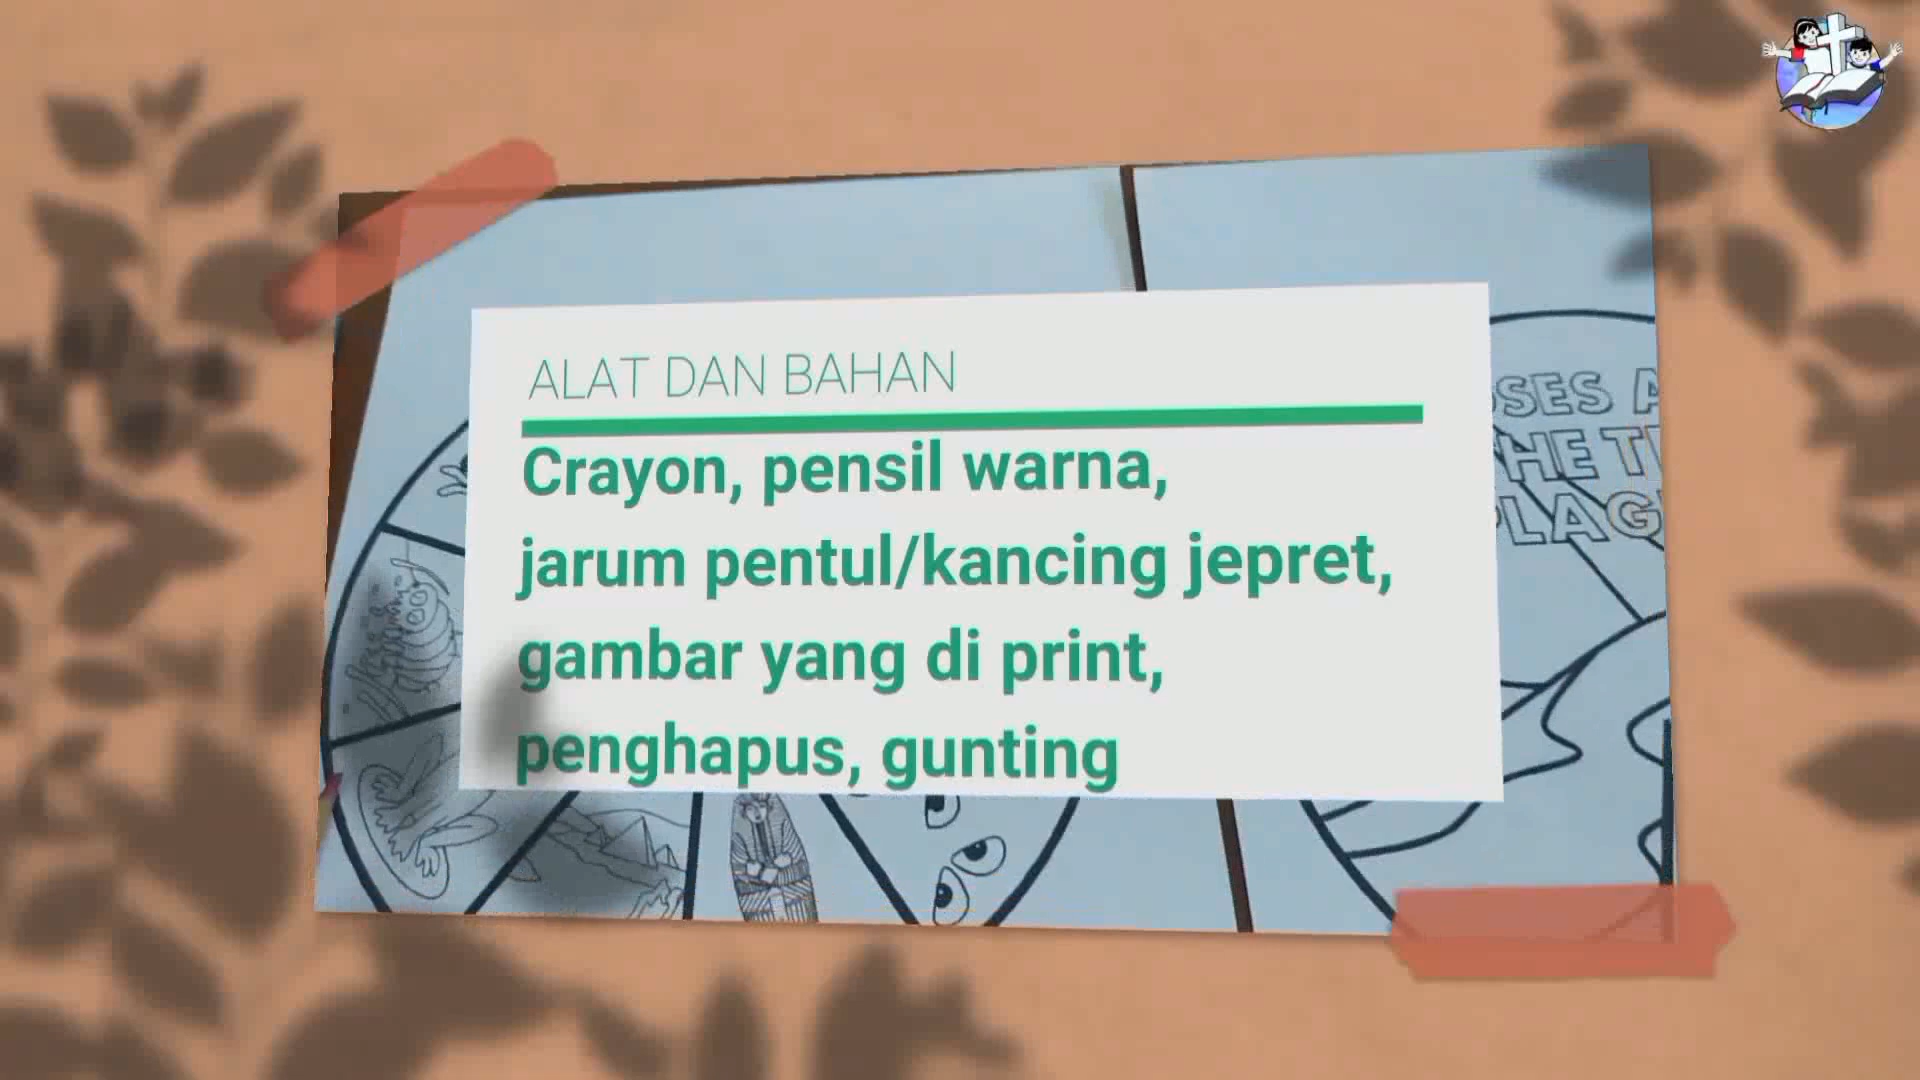 ALAT DAN BAHAN
Crayon, pensil warna,
jarum pentul/kancing jepret,
gambar yang di print,
penghapus, gunting